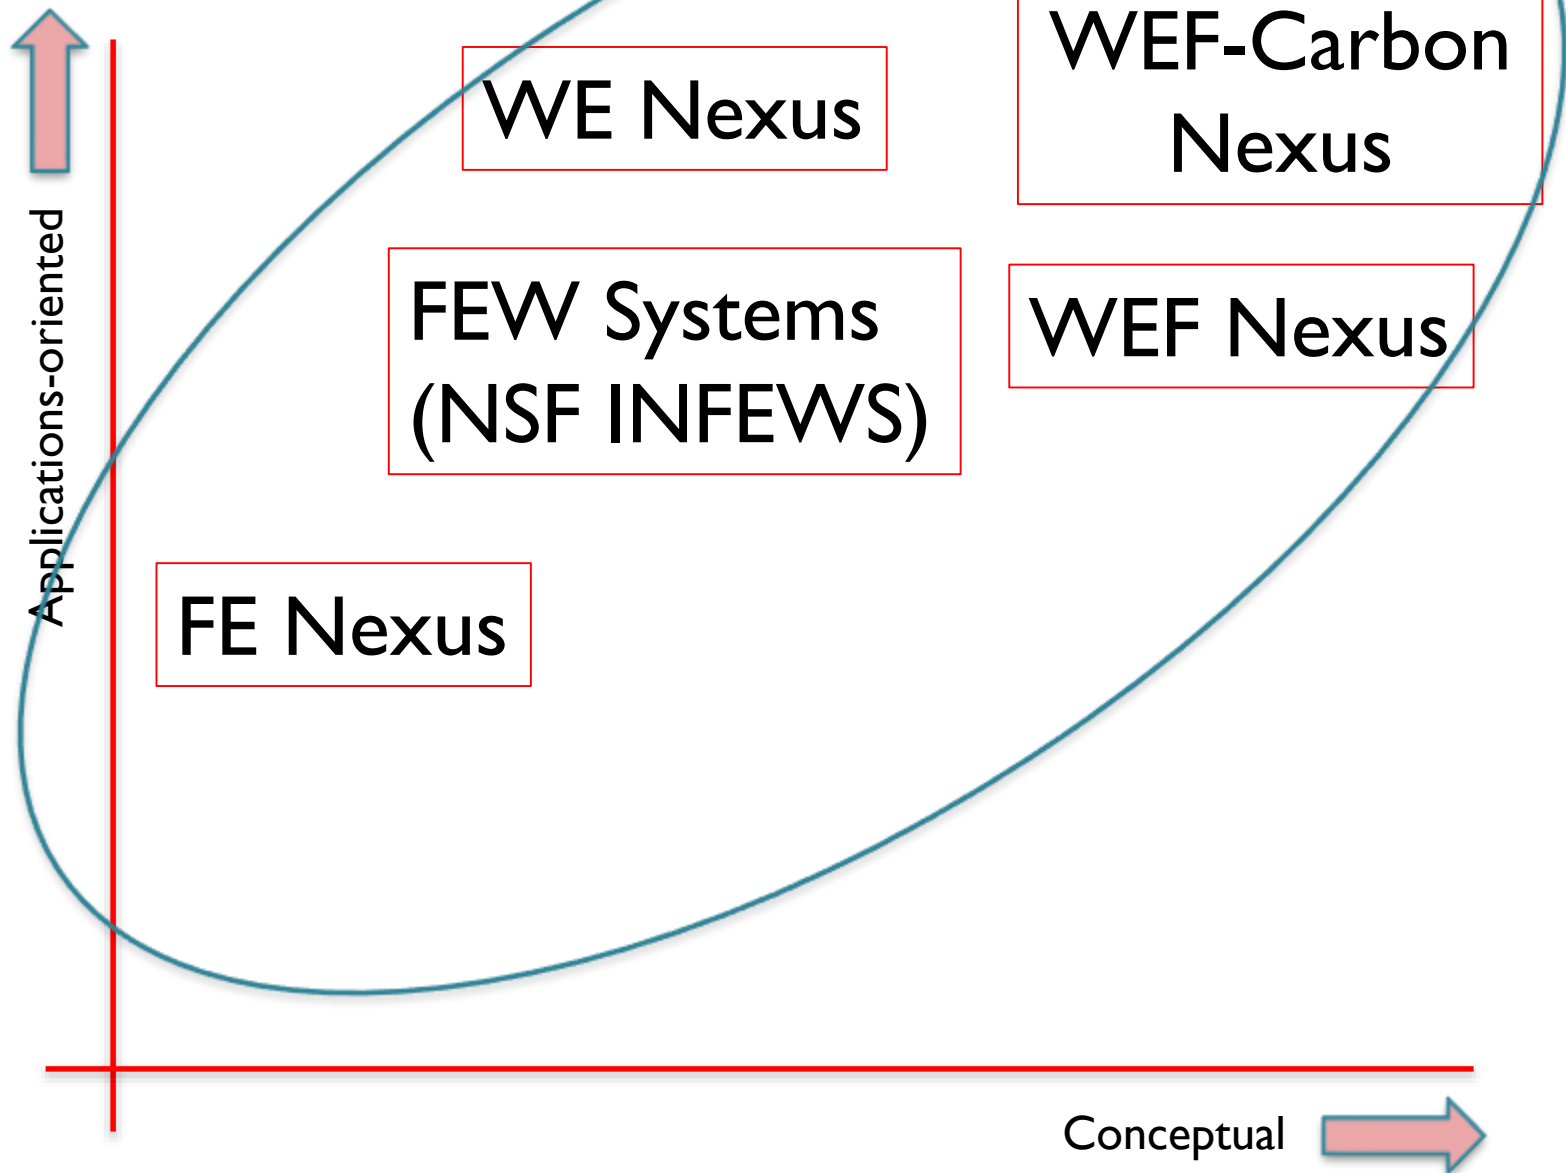 WEF-Carbon
Nexus
WE Nexus
FEW Systems
(NSF INFEWS)
WEF Nexus
Applications-oriented
FE Nexus
Conceptual